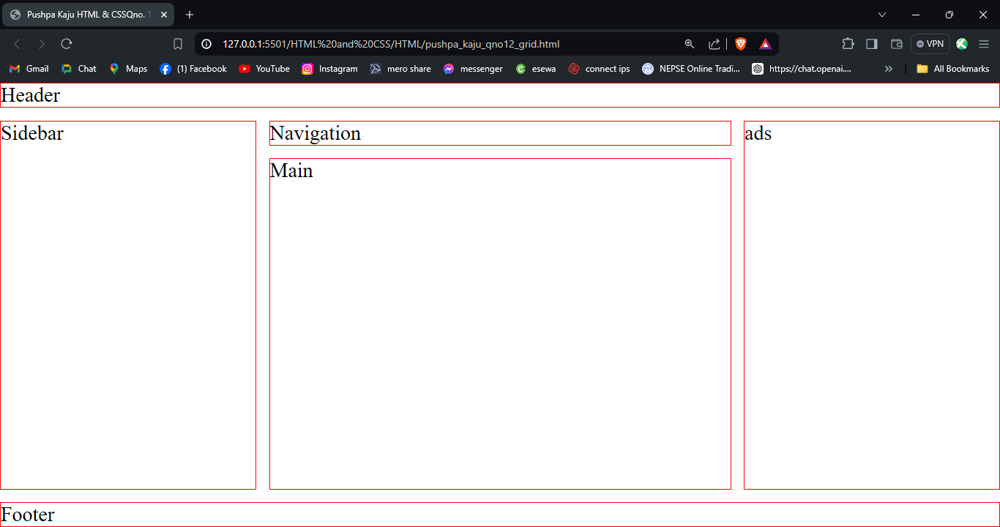 Pushpa Kaju HTML & CSSQno. 1
127.0.0.1:5501/HTML%20and%20CSS/HTML/pushpa_kaju_qno12_grid.html
VPN
Gmail Chat Maps (1) Facebook YouTube Instagram mero share messenger esewa connect ips NEPSE Online Tradi... https://chat.openai.... » All Bookmarks
Header
Sidebar Navigation ads
Main
Footer